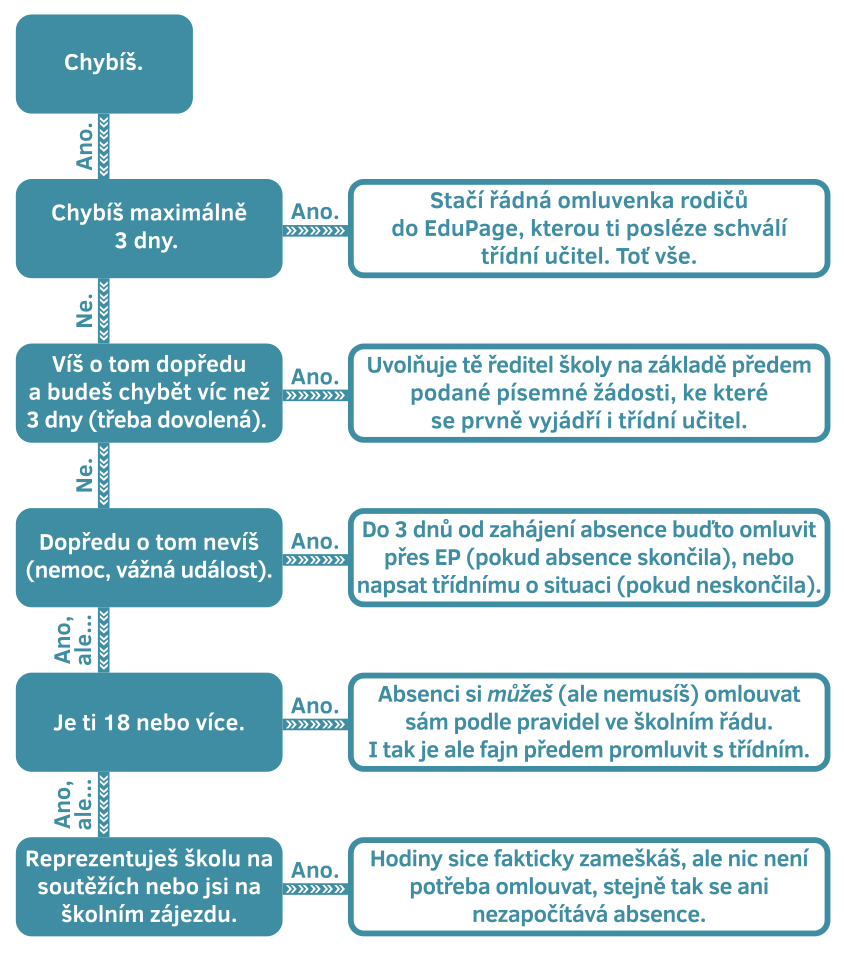 Chybíš.
Ano.
Chybíš maximálně
3 dny.
Ano.
Stačí řádná omluvenka rodičů
do EduPage, kterou ti posléze schválí
třídní učitel. Toť vše.
Ne.
Víš o tom dopředu
a budeš chybět víc než
3 dny (třeba dovolená).
Ano.
Uvolňuje tě ředitel školy na základě předem
podané písemné žádosti, ke které
se prvně vyjádří i třídní učitel.
Ne.
Dopředu o tom nevíš
(nemoc, vážná událost).
Ano.
Do 3 dnů od zahájení absence buďto omluvit
přes EP (pokud absence skončila), nebo
napsat třídnímu o situaci (pokud neskončila).
Ano,
ale...
Je ti 18 nebo více.
Ano.
Absenci si můžeš (ale nemusíš) omlouvat
sám podle pravidel ve školním řádu.
I tak je ale fajn předem promluvit s třídním.
Ano,
ale...
Reprezentuješ školu na
soutěžích nebo jsi na
školním zájezdu.
Ano.
Hodiny sice fakticky zameškáš, ale nic není
potřeba omlouvat, stejně tak se ani
nezapočítává absence.